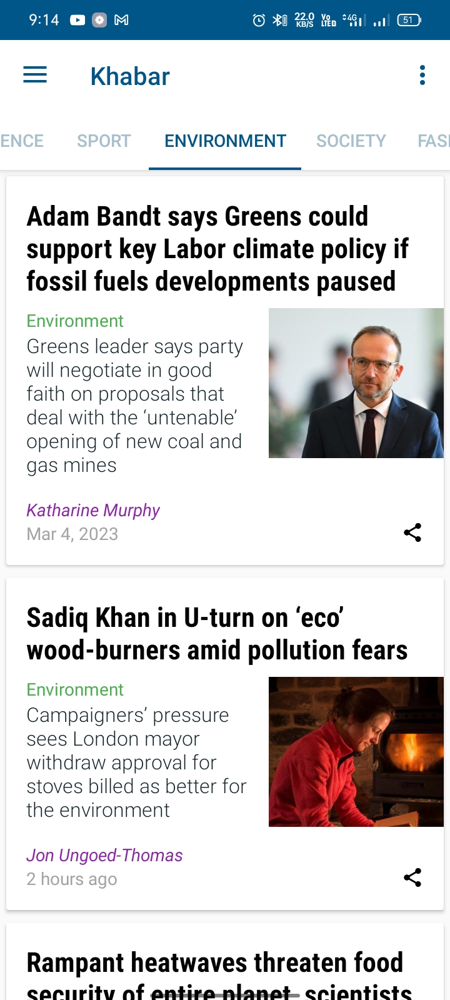 9:14
22.0 KB/S
Vo LTED
4G
51
Khabar
ENCE SPORT ENVIRONMENT SOCIETY FAS
Adam Bandt says Greens could
support key Labor climate policy if
fossil fuels developments paused
Environment
Greens leader says party
will negotiate in good
faith on proposals that
deal with the ‘untenable’
opening of new coal and
gas mines
Katharine Murphy
Mar 4, 2023
Sadiq Khan in U-turn on ‘eco’
wood-burners amid pollution fears
Environment
Campaigners’ pressure
sees London mayor
withdraw approval for
stoves billed as better for
the environment
Jon Ungoed-Thomas
2 hours ago
Rampant heatwaves threaten food
security of entire planet, scientists